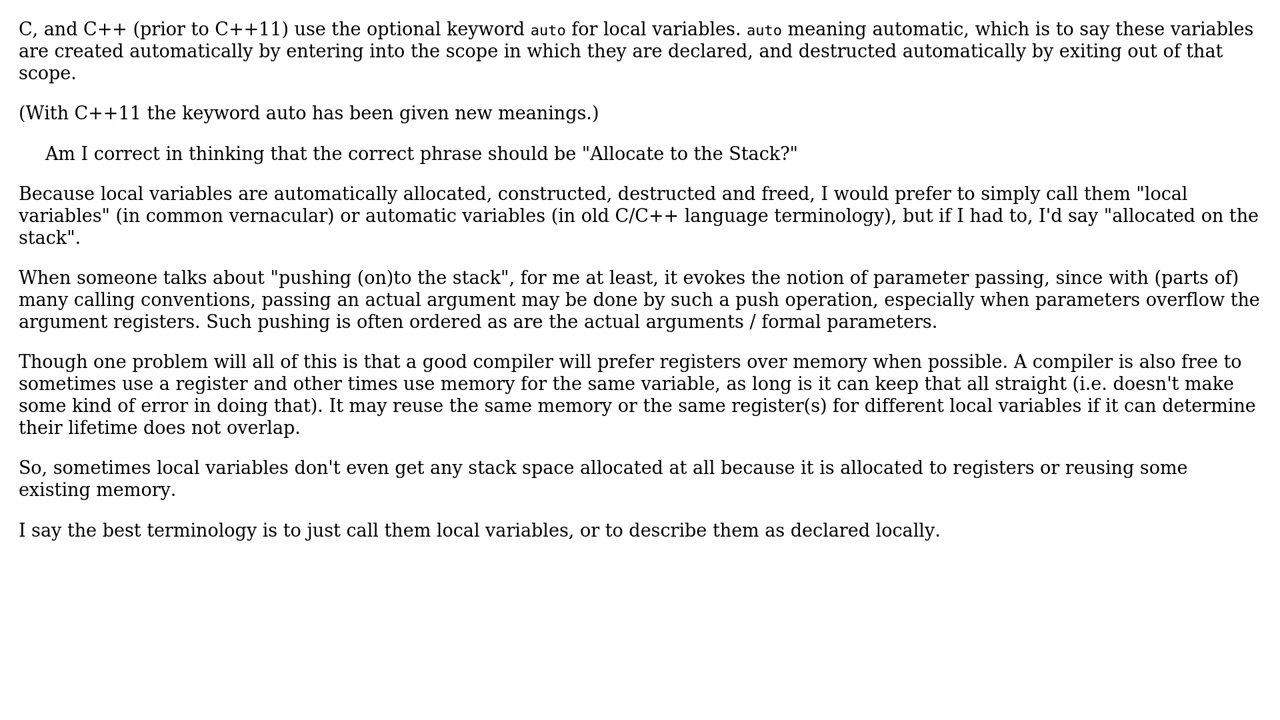 C, and C++ (prior to C++11) use the optional keyword auto for local variables. auto meaning automatic, which is to say these variables
are created automatically by entering into the scope in which they are declared, and destructed automatically by exiting out of that
scope.
(With C++11 the keyword auto has been given new meanings.)
Am I correct in thinking that the correct phrase should be "Allocate to the Stack?"
Because local variables are automatically allocated, constructed, destructed and freed, I would prefer to simply call them "local
variables" (in common vernacular) or automatic variables (in old C/C++ language terminology), but if I had to, I'd say "allocated on the
stack".
When someone talks about "pushing (on)to the stack", for me at least, it evokes the notion of parameter passing, since with (parts of)
many calling conventions, passing an actual argument may be done by such a push operation, especially when parameters overflow the
argument registers. Such pushing is often ordered as are the actual arguments / formal parameters.
Though one problem will all of this is that a good compiler will prefer registers over memory when possible. A compiler is also free to
sometimes use a register and other times use memory for the same variable, as long is it can keep that all straight (i.e. doesn't make
some kind of error in doing that). It may reuse the same memory or the same register(s) for different local variables if it can determine
their lifetime does not overlap.
So, sometimes local variables don't even get any stack space allocated at all because it is allocated to registers or reusing some
existing memory.
I say the best terminology is to just call them local variables, or to describe them as declared locally.